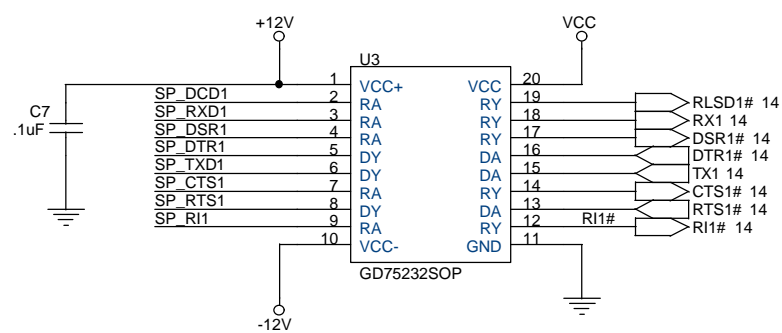 +12V
VCC
U3
1 VCC+ VCC 20
SP_DCD1 2 RA RY 19 RLSD1# 14
SP_RXD1 3 RA RY 18 RX1 14
SP_DSR1 4 RA RY 17 DSR1# 14
SP_DTR1 5 DY DA 16 DTR1# 14
SP_TXD1 6 DY DA 15 TX1 14
SP_CTS1 7 RA RY 14 CTS1# 14
SP_RTS1 8 DY DA 13 RTS1# 14
SP_RI1 9 RA RY 12 RI1# RI1# 14
10 VCC- GND 11
C7
.1uF
GD75232SOP
-12V